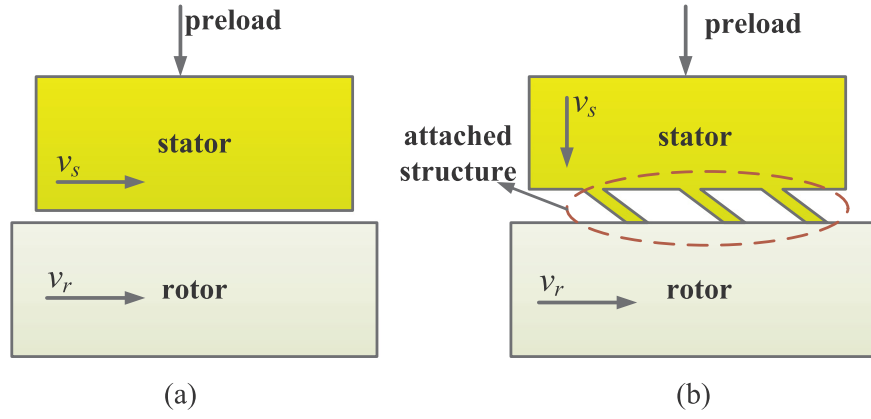 preload
stator
v_s
rotor
v_r
(a)
preload
v_s
stator
attached
structure
rotor
v_r
(b)